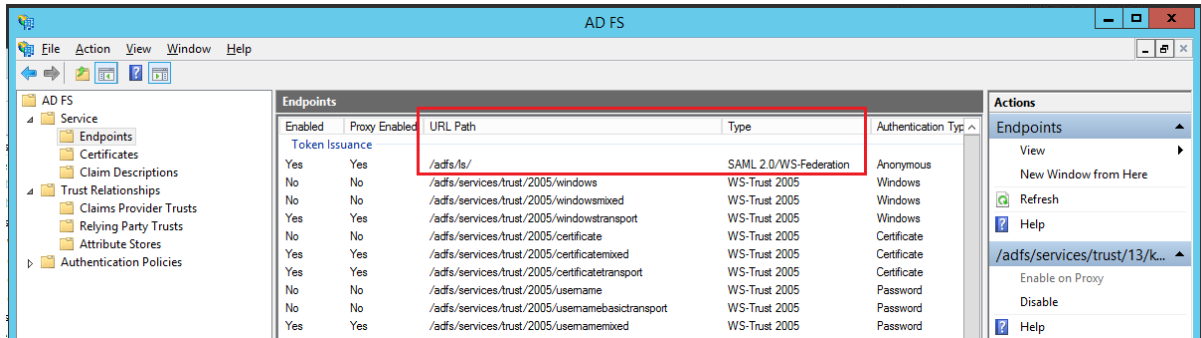 AD FS
File Action View Window Help
AD FS
Service
Endpoints
Certificates
Claim Descriptions
Trust Relationships
Claims Provider Trusts
Relying Party Trusts
Attribute Stores
Authentication Policies
Endpoints
Enabled Proxy Enabled URL Path Type Authentication Typ
Token Issuance
Yes Yes /adfs/ls/ SAML 2.0/WS-Federation Anonymous
No No /adfs/services/trust/2005/windows WS-Trust 2005 Windows
No No /adfs/services/trust/2005/windowsmixed WS-Trust 2005 Windows
Yes Yes /adfs/services/trust/2005/windowstransport WS-Trust 2005 Windows
No No /adfs/services/trust/2005/certificate WS-Trust 2005 Certificate
Yes Yes /adfs/services/trust/2005/certificatemixed WS-Trust 2005 Certificate
Yes Yes /adfs/services/trust/2005/certificatetransport WS-Trust 2005 Certificate
No No /adfs/services/trust/2005/username WS-Trust 2005 Password
No No /adfs/services/trust/2005/usernamebasictransport WS-Trust 2005 Password
Yes Yes /adfs/services/trust/2005/usernamemixed WS-Trust 2005 Password
Actions
Endpoints
View
New Window from Here
Refresh
Help
/adfs/services/trust/13/k...
Enable on Proxy
Disable
Help